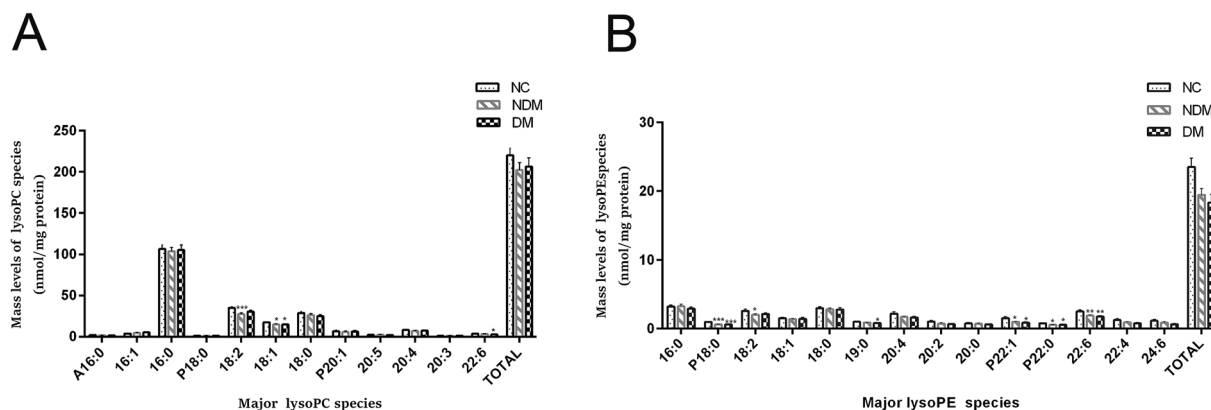 A
NC
NDM
DM
Mass levels of lysoPC species
(nmol/mg protein)
250
200
150
100
50
0
***
* *
*
A16:0
16:1
16:0
P18:0
18:2
18:1
18:0
P20:1
20:5
20:4
20:3
22:6
TOTAL
Major lysoPC species
B
NC
NDM
DM
Mass levels of lysoPEspecies
(nmol/mg protein)
30
20
10
0
*** ***
*
*
* *
* *
** **
16:0
P18:0
18:2
18:1
18:0
19:0
20:4
20:2
20:0
P22:1
P22:0
22:6
22:4
24:6
TOTAL
Major lysoPE species